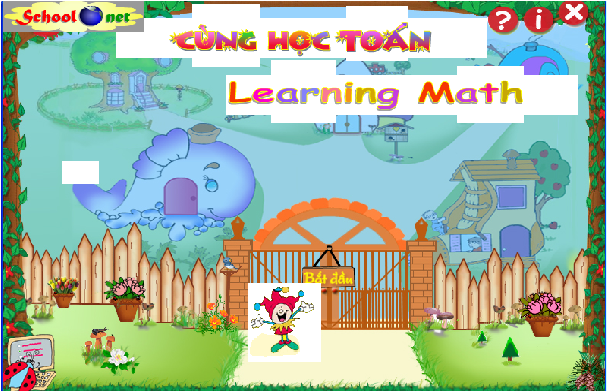 School net
CÙNG HỌC TOÁN
Learning Math
Bắt đầu